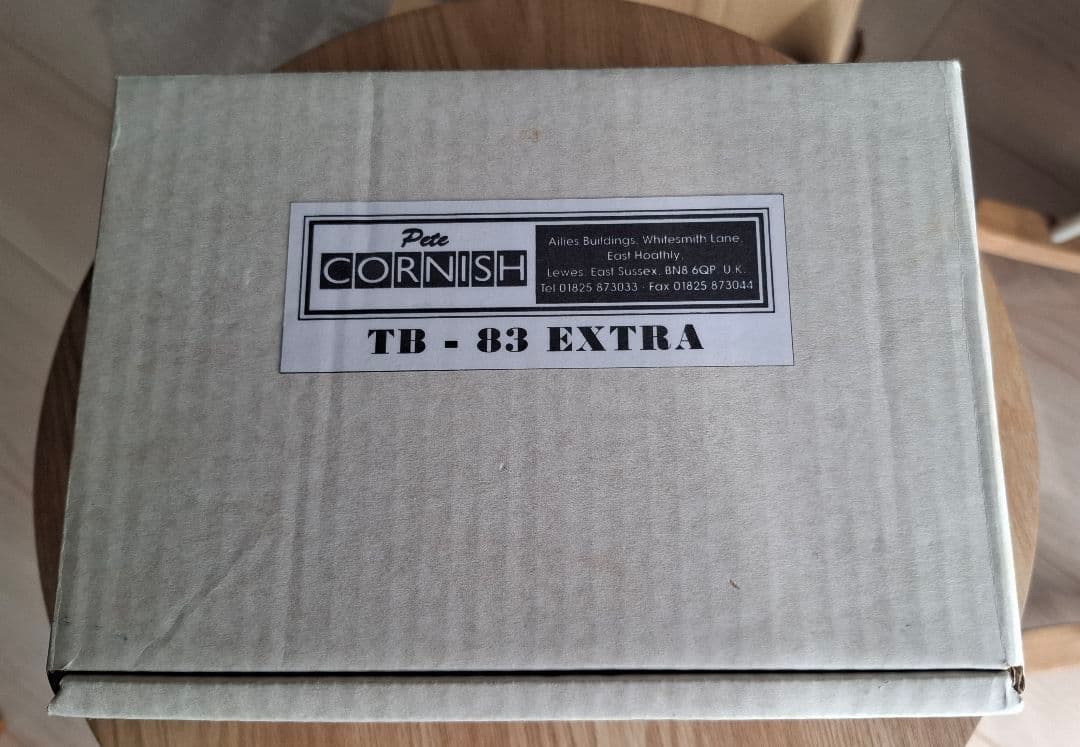 Pete
CORNISH
Ailies Buildings, Whitesmith Lane,
East Hoathly,
Lewes, East Sussex, BN8 6QP, U.K.
Tel 01825 873033 · Fax 01825 873044
TB - 83 EXTRA